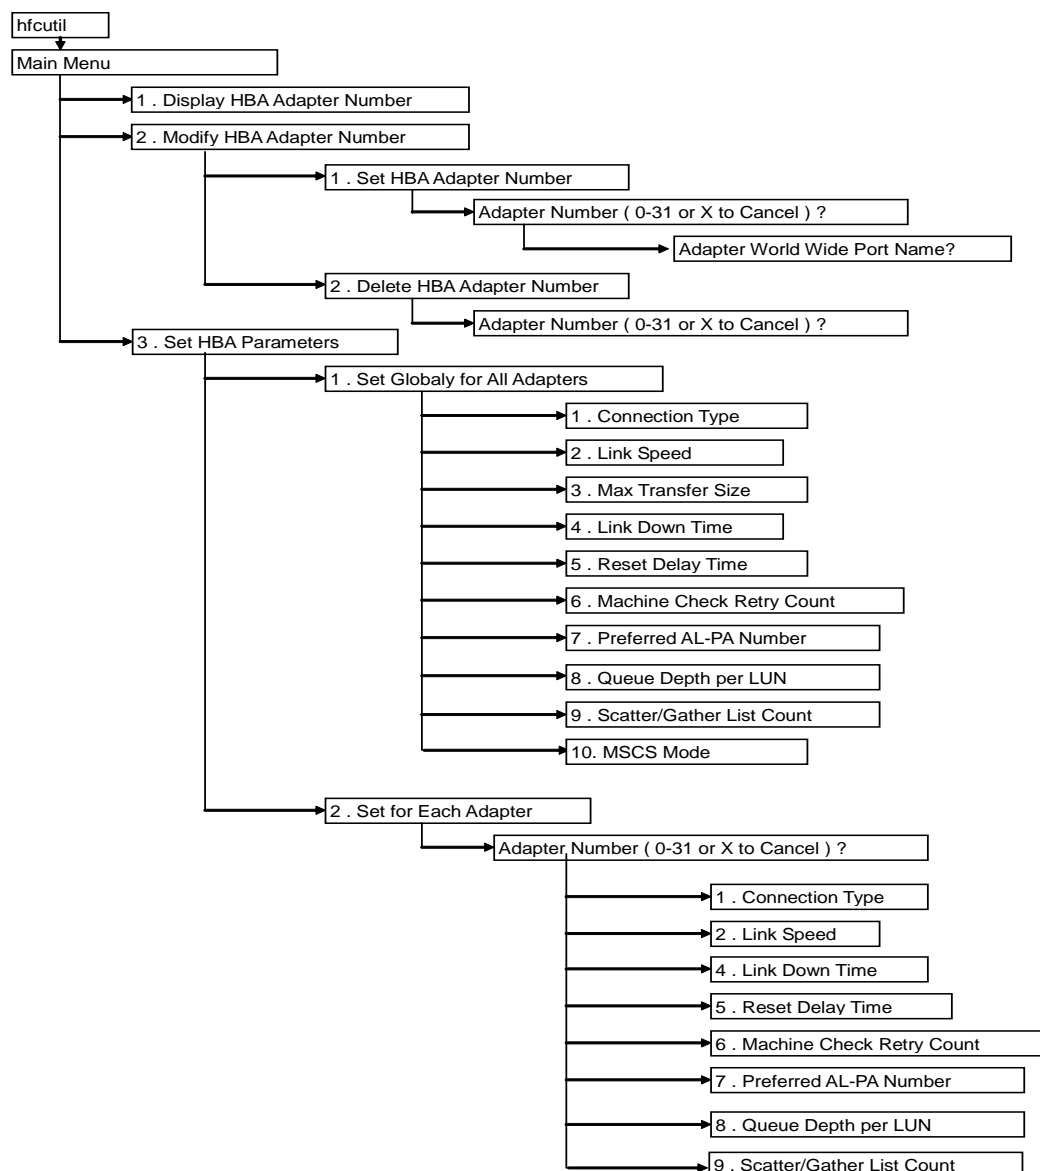 hfcutil
Main Menu
1 . Display HBA Adapter Number
2 . Modify HBA Adapter Number
1 . Set HBA Adapter Number
Adapter Number ( 0-31 or X to Cancel ) ?
Adapter World Wide Port Name?
2 . Delete HBA Adapter Number
Adapter Number ( 0-31 or X to Cancel ) ?
3 . Set HBA Parameters
1 . Set Globaly for All Adapters
1 . Connection Type
2 . Link Speed
3 . Max Transfer Size
4 . Link Down Time
5 . Reset Delay Time
6 . Machine Check Retry Count
7 . Preferred AL-PA Number
8 . Queue Depth per LUN
9 . Scatter/Gather List Count
10. MSCS Mode
2 . Set for Each Adapter
Adapter Number ( 0-31 or X to Cancel ) ?
1 . Connection Type
2 . Link Speed
4 . Link Down Time
5 . Reset Delay Time
6 . Machine Check Retry Count
7 . Preferred AL-PA Number
8 . Queue Depth per LUN
9 . Scatter/Gather List Count